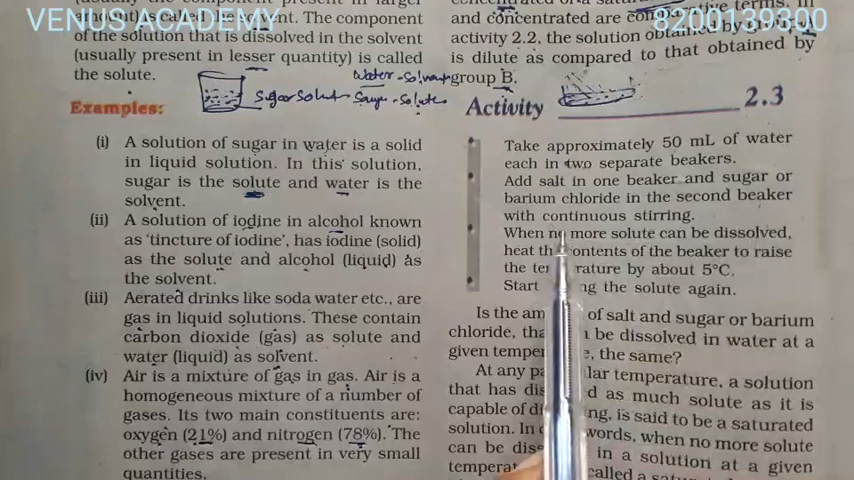 VENUS ACADEMY
8200139300
of the solution that is dissolved in the solvent
(usually present in lesser quantity) is called
the solute.
Examples:
(i) A solution of sugar in water is a solid
in liquid solution. In this solution,
sugar is the solute and water is the
solvent.
(ii) A solution of iodine in alcohol known
as 'tincture of iodine', has iodine (solid)
as the solute and alcohol (liquid) as
the solvent.
(iii) Aerated drinks like soda water etc., are
gas in liquid solutions. These contain
carbon dioxide (gas) as solute and
water (liquid) as solvent.
(iv) Air is a mixture of gas in gas. Air is a
homogeneous mixture of a number of
gases. Its two main constituents are:
oxygen (21%) and nitrogen (78%). The
other gases are present in very small
quantities.
Water - Solvent
Sugar
and concentrated are
activity 2.2, the solution obtained by
is dilute as compared to that obtained by
group B.
Activity 2.3
Take approximately 50 mL of water
each in two separate beakers.
Add salt in one beaker and sugar or
barium chloride in the second beaker
with continuous stirring.
When no more solute can be dissolved,
heat contents of the beaker to raise
the by about 5°C.
Start the solute again.
Is the of salt and sugar or barium
chloride, be dissolved in water at a
given the same?
At any temperature, a solution
that has as much solute as it is
capable of is said to be a saturated
solution. In words, when no more solute
can be in a solution at a given
called a